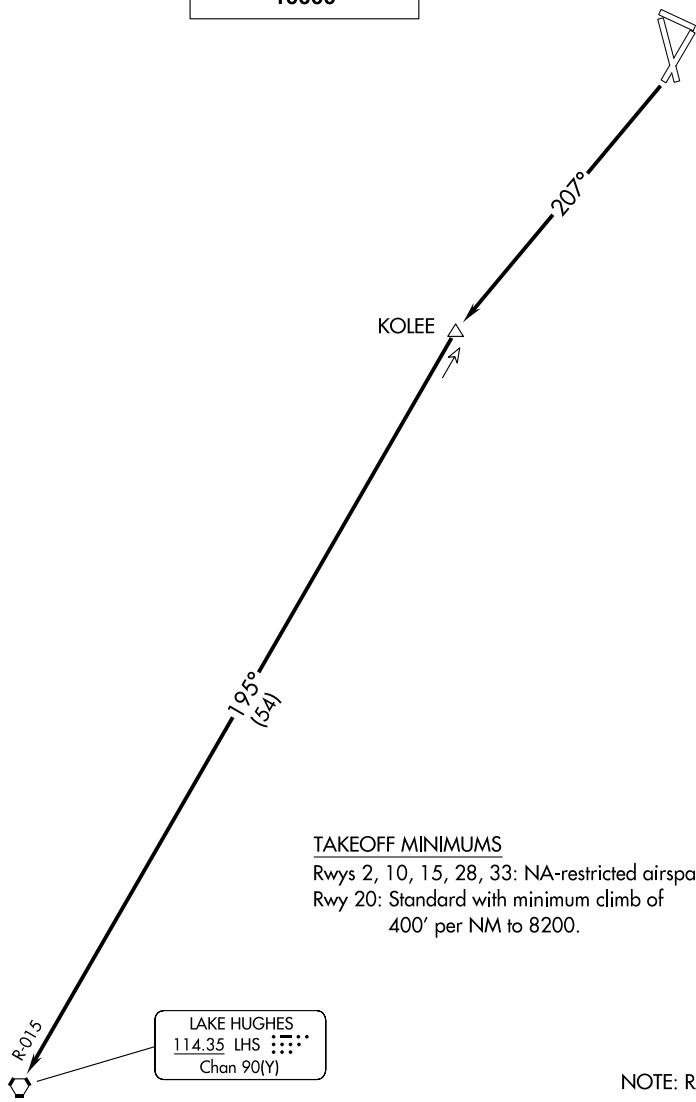 207°
KOLEE
195°
(54)
TAKEOFF MINIMUMS
Rwys 2, 10, 15, 28, 33: NA-restricted
Rwy 20: Standard with minimum climb of
400' per NM to 8200.
R-015
LAKE HUGHES
114.35 LHS
Chan 90(Y)
NOTE: